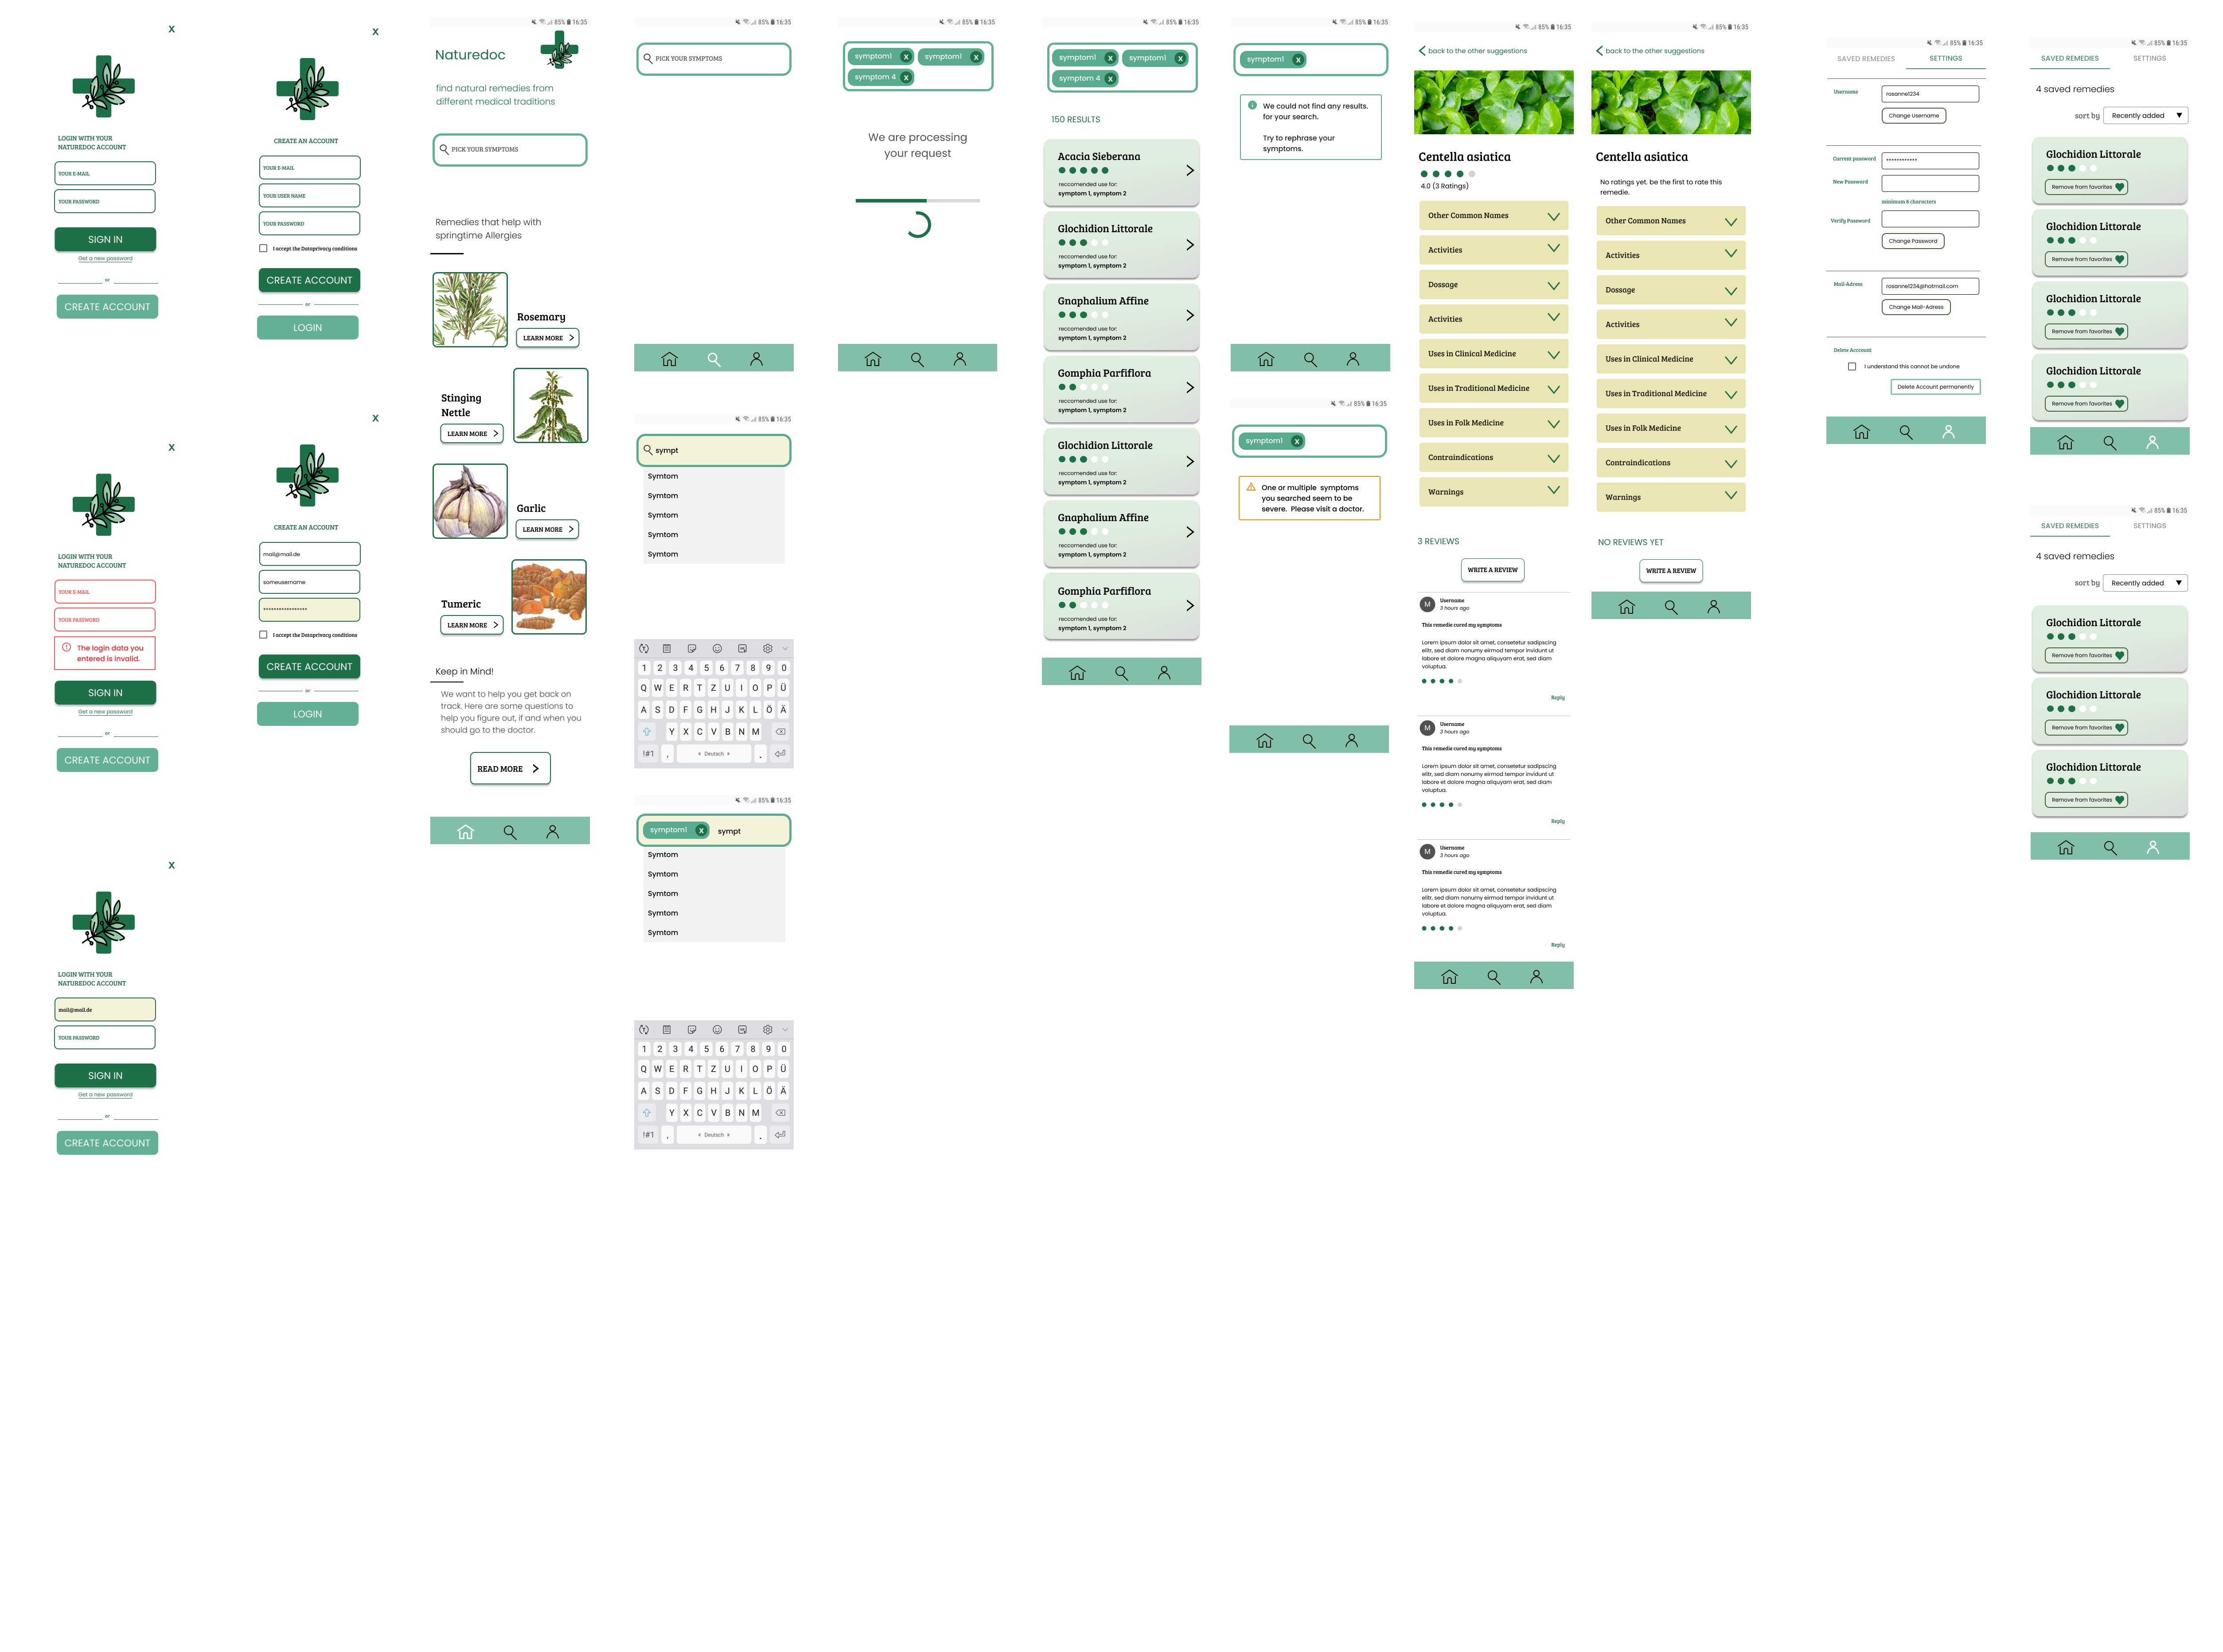 X
LOGIN WITH YOUR
NATUREDOC ACCOUNT
YOUR E-MAIL
YOUR PASSWORD
SIGN IN
Get a new password
or
CREATE ACCOUNT
X
LOGIN WITH YOUR
NATUREDOC ACCOUNT
YOUR E-MAIL
YOUR PASSWORD
The login data you
entered is invalid.
SIGN IN
Get a new password
or
CREATE ACCOUNT
X
LOGIN WITH YOUR
NATUREDOC ACCOUNT
mail@mail.de
YOUR PASSWORD
SIGN IN
Get a new password
or
CREATE ACCOUNT
X
CREATE AN ACCOUNT
YOUR E-MAIL
YOUR USER NAME
YOUR PASSWORD
I accept the Dataprivacy conditions
CREATE ACCOUNT
or
LOGIN
X
CREATE AN ACCOUNT
mail@mail.de
someusername
*****************
I accept the Dataprivacy conditions
CREATE ACCOUNT
or
LOGIN
85% 16:35
Naturedoc
find natural remedies from
different medical traditions
PICK YOUR SYMPTOMS
Remedies that help with
springtime Allergies
Rosemary
LEARN MORE
Stinging
Nettle
LEARN MORE
Garlic
LEARN MORE
Tumeric
LEARN MORE
Keep in Mind!
We want to help you get back on
track. Here are some questions to
help you figure out, if and when you
should go to the doctor.
READ MORE
85% 16:35
PICK YOUR SYMPTOMS
85% 16:35
sympt
Symtom
Symtom
Symtom
Symtom
Symtom
1 2 3 4 5 6 7 8 9 0
Q W E R T Z U I O P Ü
A S D F G H J K L Ö Ä
Y X C V B N M
!#1 , Deutsch .
85% 16:35
symptom1 X sympt
Symtom
Symtom
Symtom
Symtom
Symtom
1 2 3 4 5 6 7 8 9 0
Q W E R T Z U I O P Ü
A S D F G H J K L Ö Ä
Y X C V B N M
!#1 , Deutsch .
85% 16:35
symptom1 X symptom1 X
symptom 4 X
We are processing
your request
85% 16:35
symptom1 X symptom1 X
symptom 4 X
150 RESULTS
Acacia Sieberana
reccomended use for:
symptom 1, symptom 2
Glochidion Littorale
reccomended use for:
symptom 1, symptom 2
Gnaphalium Affine
reccomended use for:
symptom 1, symptom 2
Gomphia Parfiflora
reccomended use for:
symptom 1, symptom 2
Glochidion Littorale
reccomended use for:
symptom 1, symptom 2
Gnaphalium Affine
reccomended use for:
symptom 1, symptom 2
Gomphia Parfiflora
reccomended use for:
symptom 1, symptom 2
85% 16:35
symptom1 X
We could not find any results.
for your search.
Try to rephrase your
symptoms.
85% 16:35
symptom1 X
One or multiple symptoms
you searched seem to be
severe. Please visit a doctor.
85% 16:35
back to the other suggestions
Centella asiatica
4.0 (3 Ratings)
Other Common Names
Activities
Dossage
Activities
Uses in Clinical Medicine
Uses in Traditional Medicine
Uses in Folk Medicine
Contraindications
Warnings
3 REVIEWS
WRITE A REVIEW
M
Username
3 hours ago
This remedie cured my symptoms
Lorem ipsum dolor sit amet, consetetur sadipscing
elitr, sed diam nonumy eirmod tempor invidunt ut
labore et dolore magna aliquyam erat, sed diam
voluptua.
Reply
M
Username
3 hours ago
This remedie cured my symptoms
Lorem ipsum dolor sit amet, consetetur sadipscing
elitr, sed diam nonumy eirmod tempor invidunt ut
labore et dolore magna aliquyam erat, sed diam
voluptua.
Reply
M
Username
3 hours ago
This remedie cured my symptoms
Lorem ipsum dolor sit amet, consetetur sadipscing
elitr, sed diam nonumy eirmod tempor invidunt ut
labore et dolore magna aliquyam erat, sed diam
voluptua.
Reply
85% 16:35
back to the other suggestions
Centella asiatica
No ratings yet. be the first to rate this
remedie.
Other Common Names
Activities
Dossage
Activities
Uses in Clinical Medicine
Uses in Traditional Medicine
Uses in Folk Medicine
Contraindications
Warnings
NO REVIEWS YET
WRITE A REVIEW
85% 16:35
SAVED REMEDIES SETTINGS
Username rosanne1234
Change Username
Current password ************
New Password
minimum 8 characters
Verify Password
Change Password
Mail-Adress rosanne1234@hotmail.com
Change Mail-Adress
Delete Acccount
I understand this cannot be undone
Delete Account permanently
85% 16:35
SAVED REMEDIES SETTINGS
4 saved remedies
sort by Recently added
Glochidion Littorale
Remove from favorites
Glochidion Littorale
Remove from favorites
Glochidion Littorale
Remove from favorites
Glochidion Littorale
Remove from favorites
85% 16:35
SAVED REMEDIES SETTINGS
4 saved remedies
sort by Recently added
Glochidion Littorale
Remove from favorites
Glochidion Littorale
Remove from favorites
Glochidion Littorale
Remove from favorites